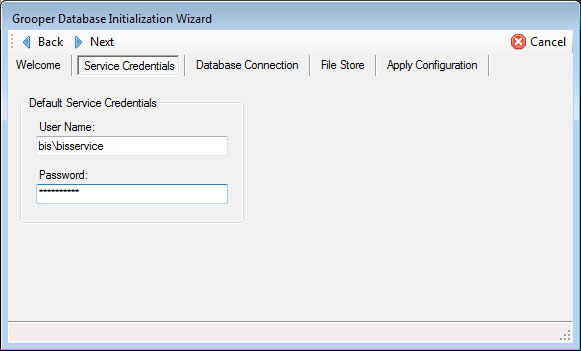 Grooper Database Initialization Wizard
Back Next Cancel
Welcome Service Credentials Database Connection File Store Apply Configuration
Default Service Credentials
User Name:
bis\bisservice
Password:
**********